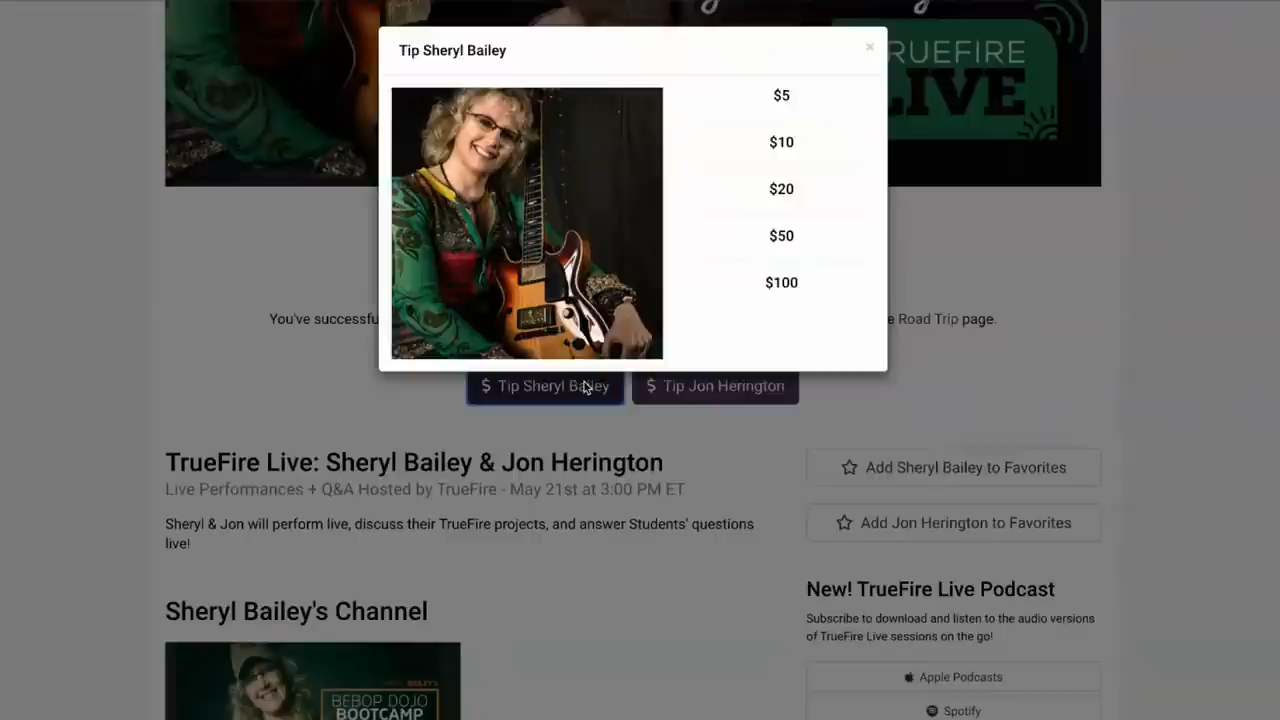 Tip Sheryl Bailey
×
RUEFIRE
LIVE
$5
$10
$20
$50
$100
You've successfu
e Road Trip page.
$ Tip Sheryl Bailey
$ Tip Jon Herington
TrueFire Live: Sheryl Bailey & Jon Herington
Live Performances + Q&A Hosted by TrueFire - May 21st at 3:00 PM ET
Sheryl & Jon will perform live, discuss their TrueFire projects, and answer Students' questions
live!
Add Sheryl Bailey to Favorites
Add Jon Herington to Favorites
New! TrueFire Live Podcast
Subscribe to download and listen to the audio versions
of TrueFire Live sessions on the go!
Apple Podcasts
Spotify
Sheryl Bailey's Channel
BAILEY'S
BEBOP DOJO
BOOTCAMP